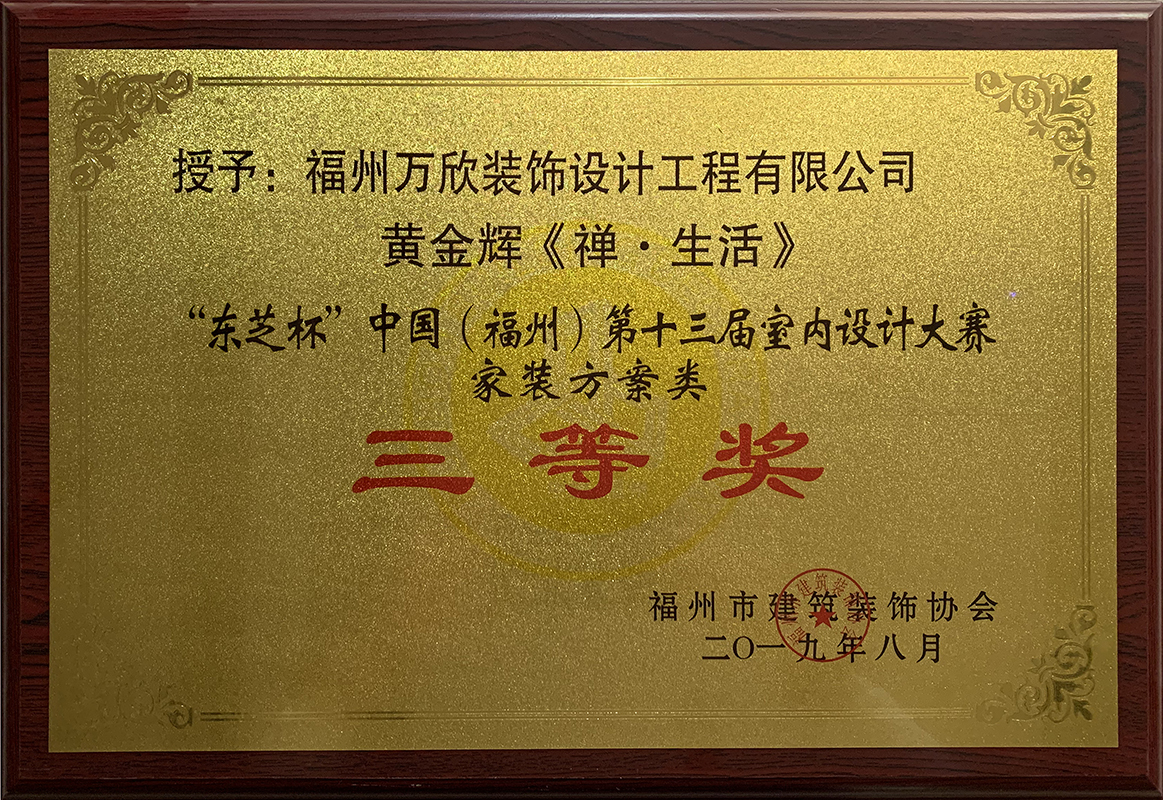 授予：福州万欣装饰设计工程有限公司
黄金辉《禅·生活》
“东芝杯”中国（福州）第十三届室内设计大赛
家装方案类
三等奖
福州市建筑装饰协会
二〇一九年八月